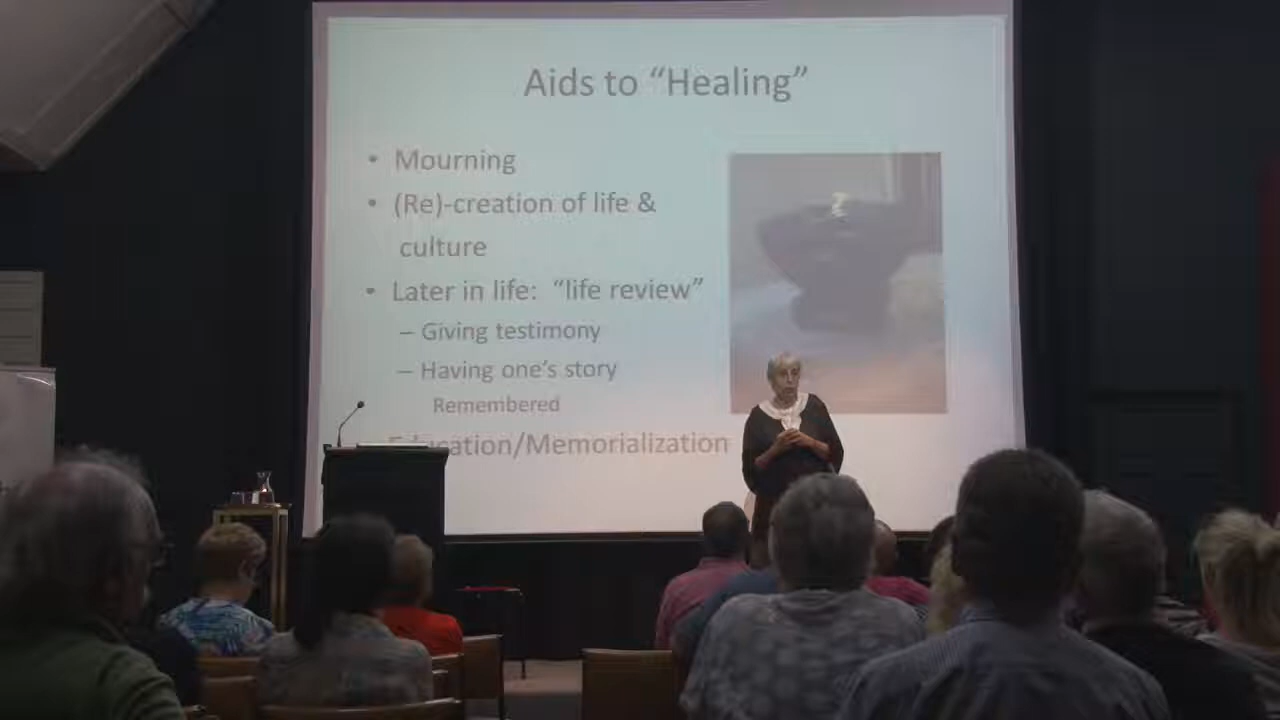 Aids to “Healing”
• Mourning
• (Re)-creation of life &
culture
• Later in life: “life review”
– Giving testimony
– Having one’s story
Remembered
Education/Memorialization